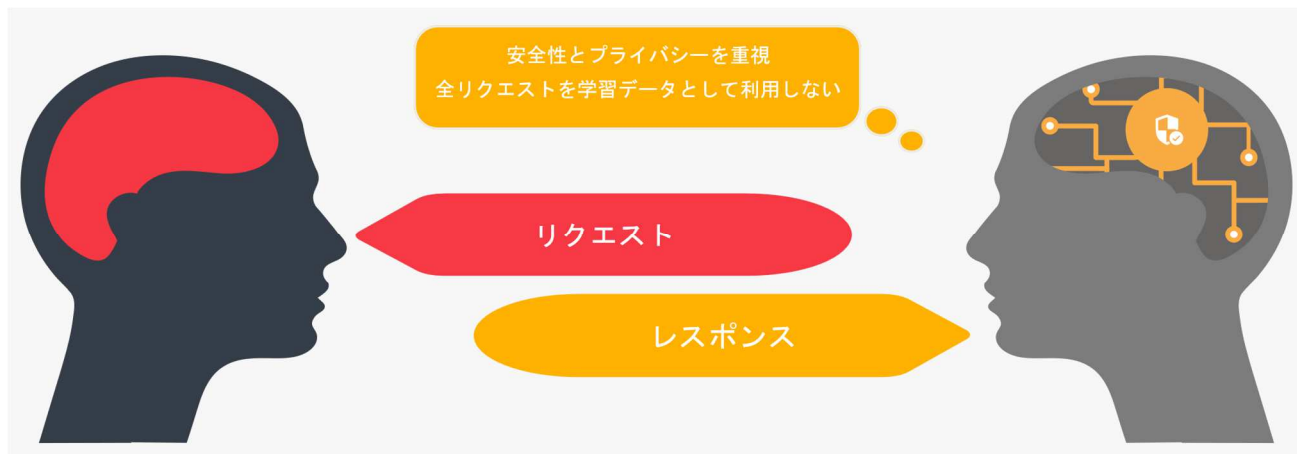 安全性とプライバシーを重視
全リクエストを学習データとして利用しない
リクエスト
レスポンス